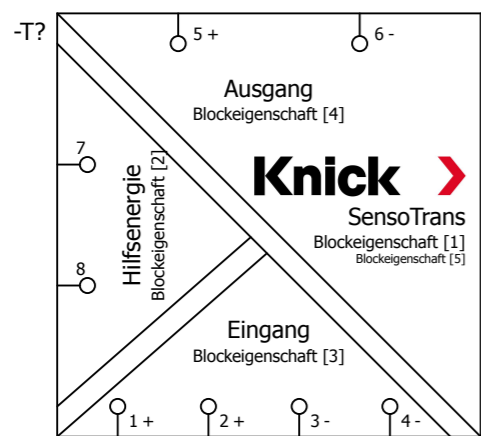 -T?
5 +
6 -
Ausgang
Blockeigenschaft [4]
7
8
Hilfsenergie
Blockeigenschaft [2]
Knick
SensoTrans
Blockeigenschaft [1]
Blockeigenschaft [5]
Eingang
Blockeigenschaft [3]
1 +
2 +
3 -
4 -